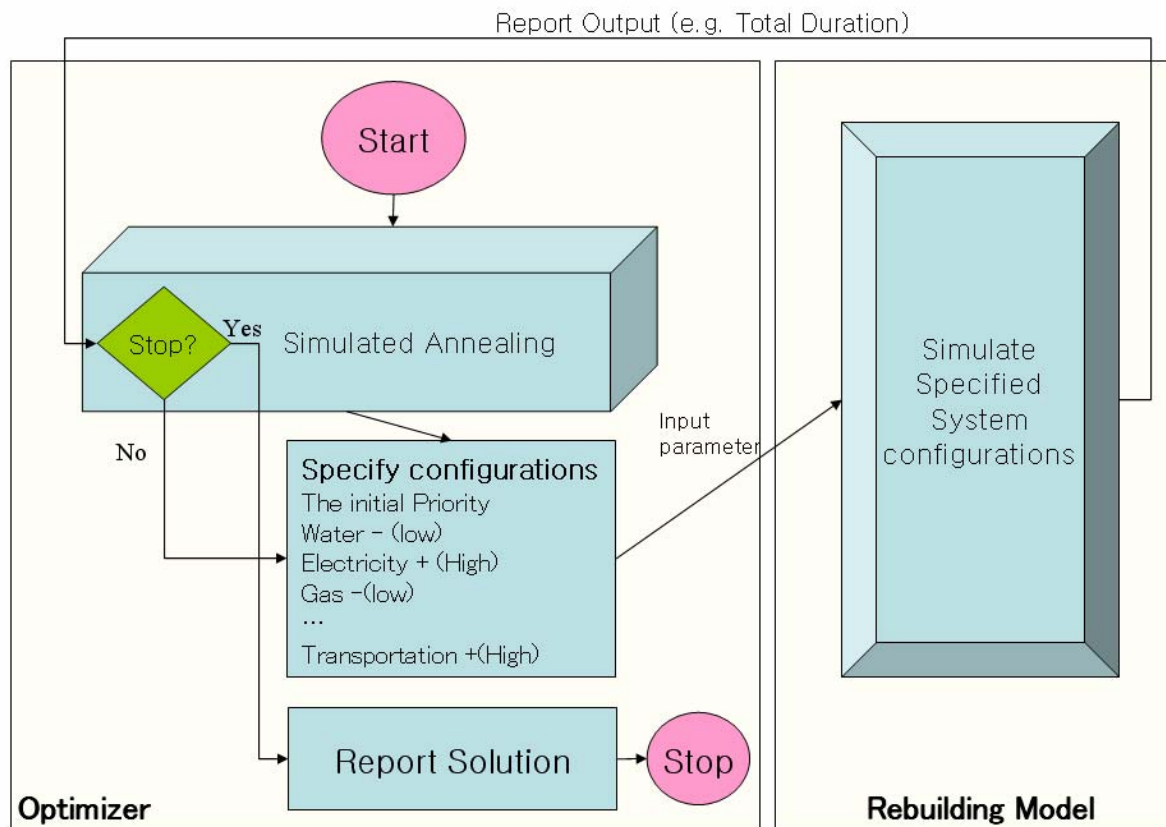 Report Output (e.g. Total Duration)
Start
Stop?
Yes
Simulated Annealing
No
Input
parameter
Specify configurations
The initial Priority
Water - (low)
Electricity + (High)
Gas -(low)
...
Transportation +(High)
Report Solution
Stop
Optimizer
Simulate
Specified
System
configurations
Rebuilding Model